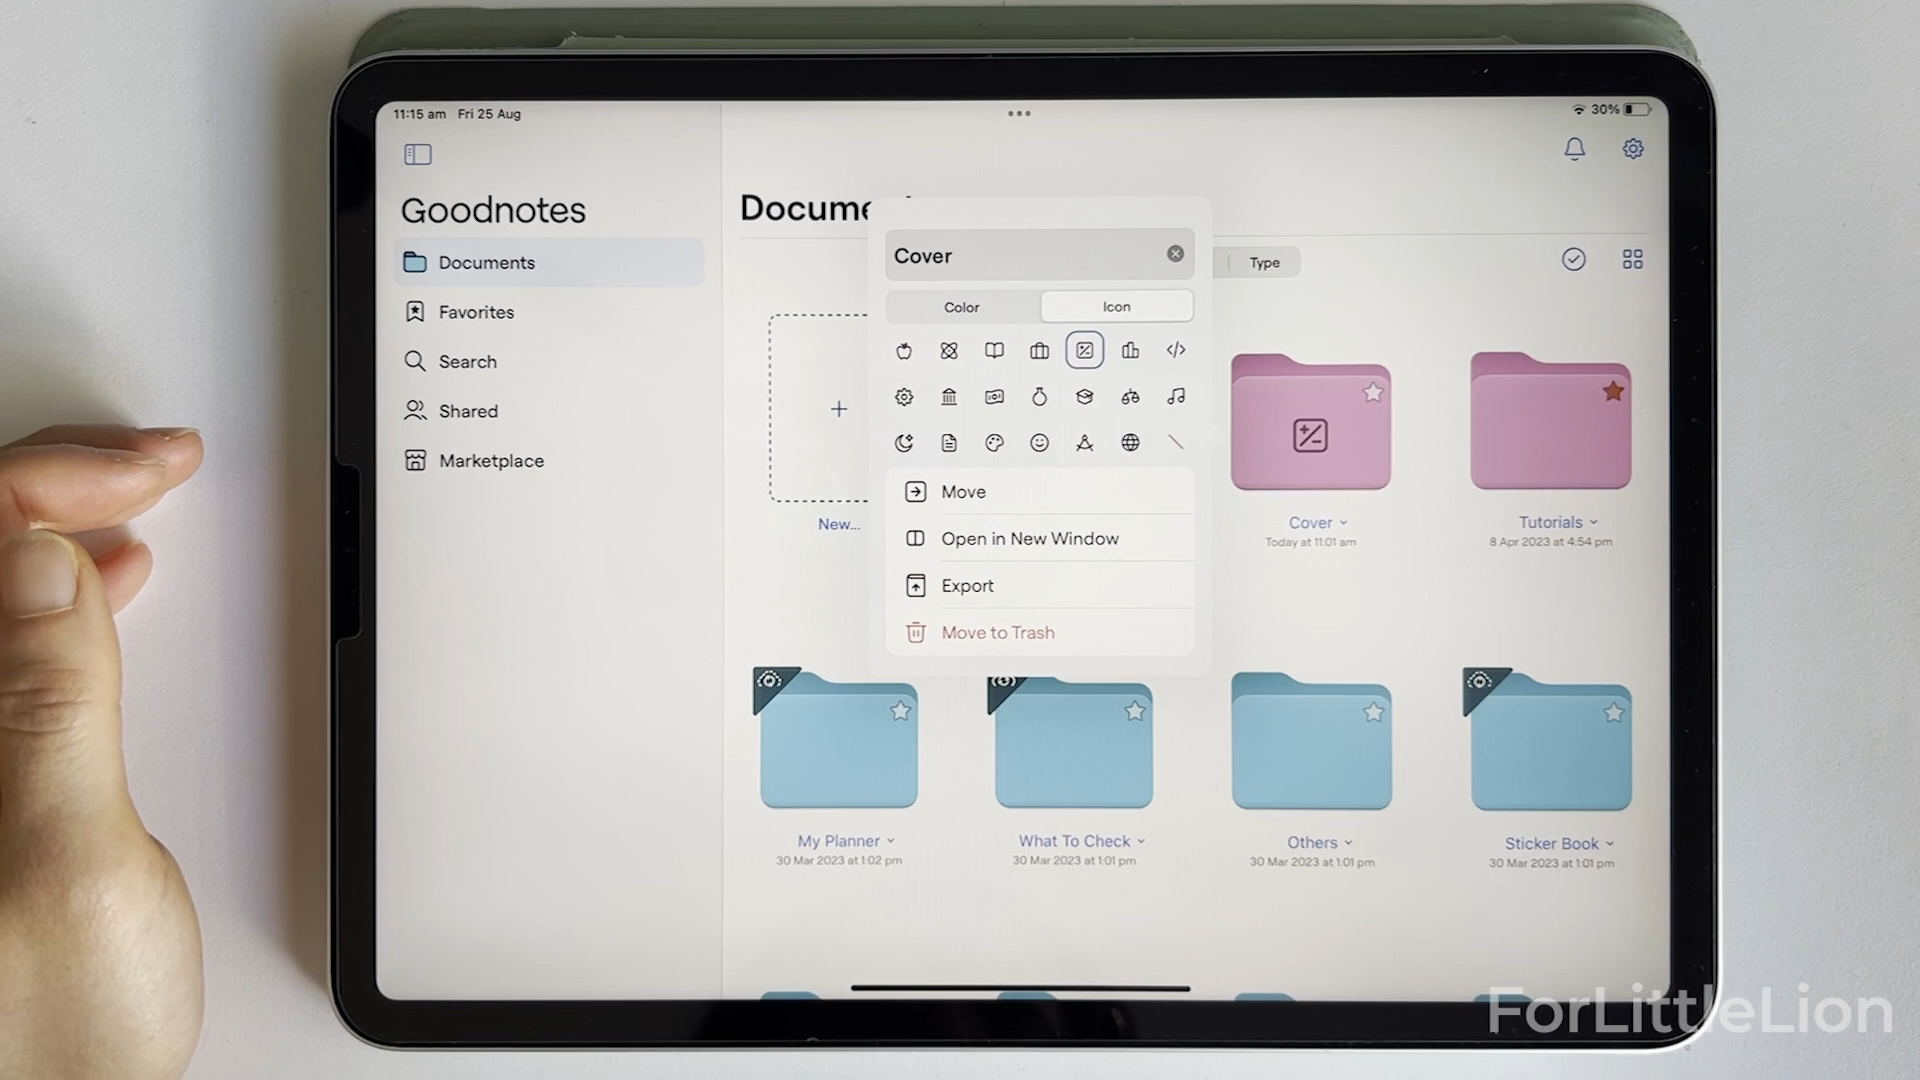 11:15 am Fri 25 Aug
30%
Goodnotes
Documents
Favorites
Search
Shared
Marketplace
Cover
Type
Color
Icon
Move
Open in New Window
Export
Move to Trash
New...
Cover
Today at 11:01 am
Tutorials
8 Apr 2023 at 4:54 pm
My Planner
30 Mar 2023 at 1:02 pm
What To Check
30 Mar 2023 at 1:01 pm
Others
30 Mar 2023 at 1:01 pm
Sticker Book
30 Mar 2023 at 1:01 pm
ForLittleLion